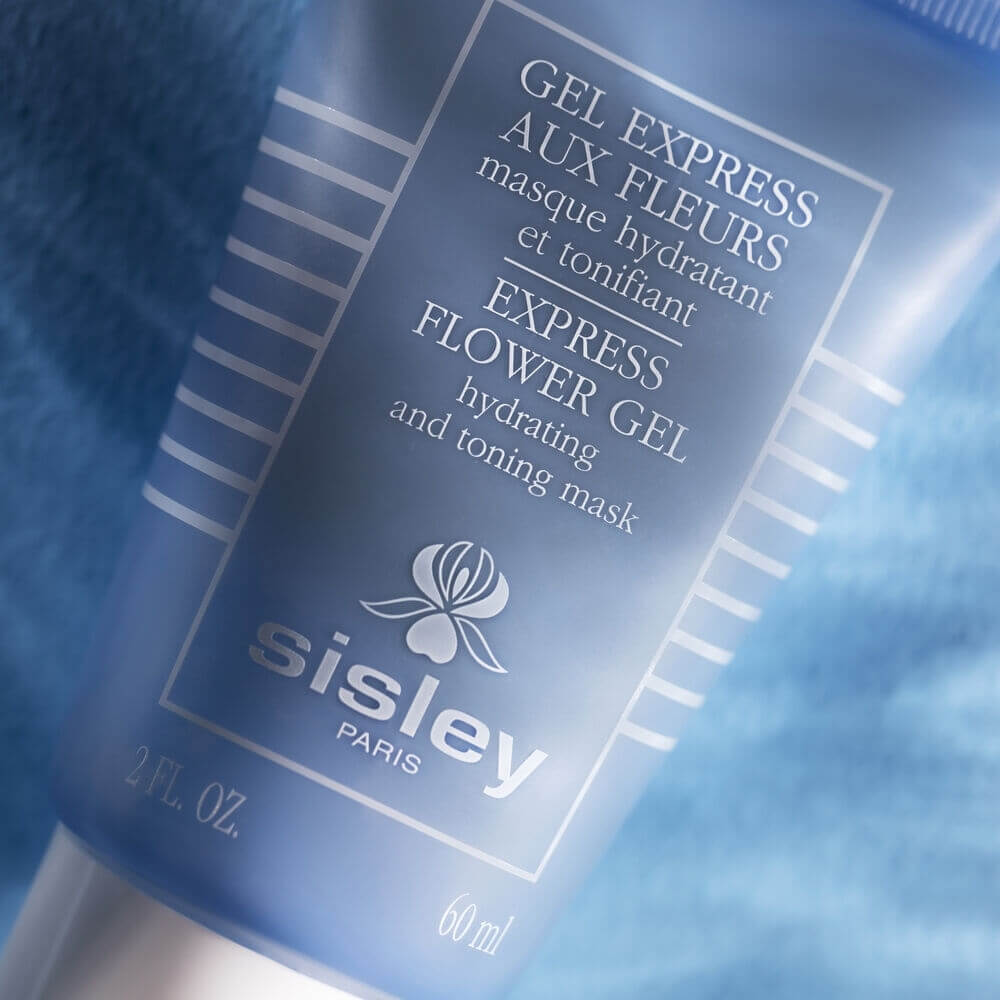 GEL EXPRESS
AUX FLEURS
masque hydratant
et tonifiant
EXPRESS
FLOWER GEL
hydrating
and toning mask
sisley
PARIS
2 FL. OZ.
60 ml